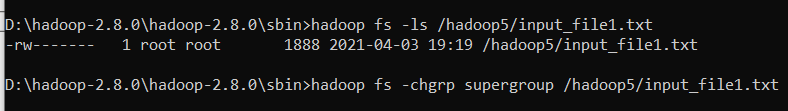 D:\hadoop-2.8.0\hadoop-2.8.0\sbin>hadoop fs -ls /hadoop5/input_file1.txt
-rw-------   1 root root       1888 2021-04-03 19:19 /hadoop5/input_file1.txt
D:\hadoop-2.8.0\hadoop-2.8.0\sbin>hadoop fs -chgrp supergroup /hadoop5/input_file1.txt